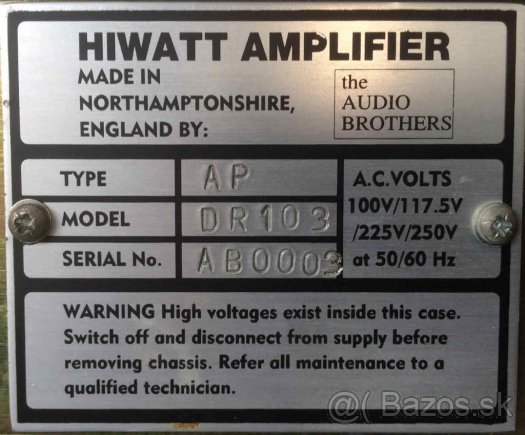 HIWATT AMPLIFIER
MADE IN
NORTHAMPTONSHIRE,
ENGLAND BY:
the
AUDIO
BROTHERS
TYPE AP
MODEL DR103
SERIAL No. AB0003
A.C.VOLTS
100V/117.5V
/225V/250V
at 50/60 Hz
WARNING High voltages exist inside this case.
Switch off and disconnect from supply before
removing chassis. Refer all maintenance to a
qualified technician.
@( Bazos.sk